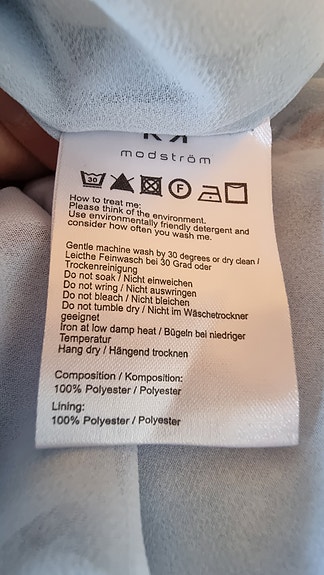 modström
30
F
How to treat me:
Please think of the environment.
Use environmentally friendly detergent and
consider how often you wash me.
Gentle machine wash by 30 degrees or dry clean /
Leicthe Feinwasch bei 30 Grad oder
Trockenreinigung
Do not soak / Nicht einweichen
Do not wring / Nicht auswringen
Do not bleach / Nicht bleichen
Do not tumble dry / Nicht im Wäschetrockner
geeignet
Iron at low damp heat / Bügeln bei niedriger
Temperatur
Hang dry / Hängend trocknen
Composition / Komposition:
100% Polyester / Polyester
Lining:
100% Polyester / Polyester